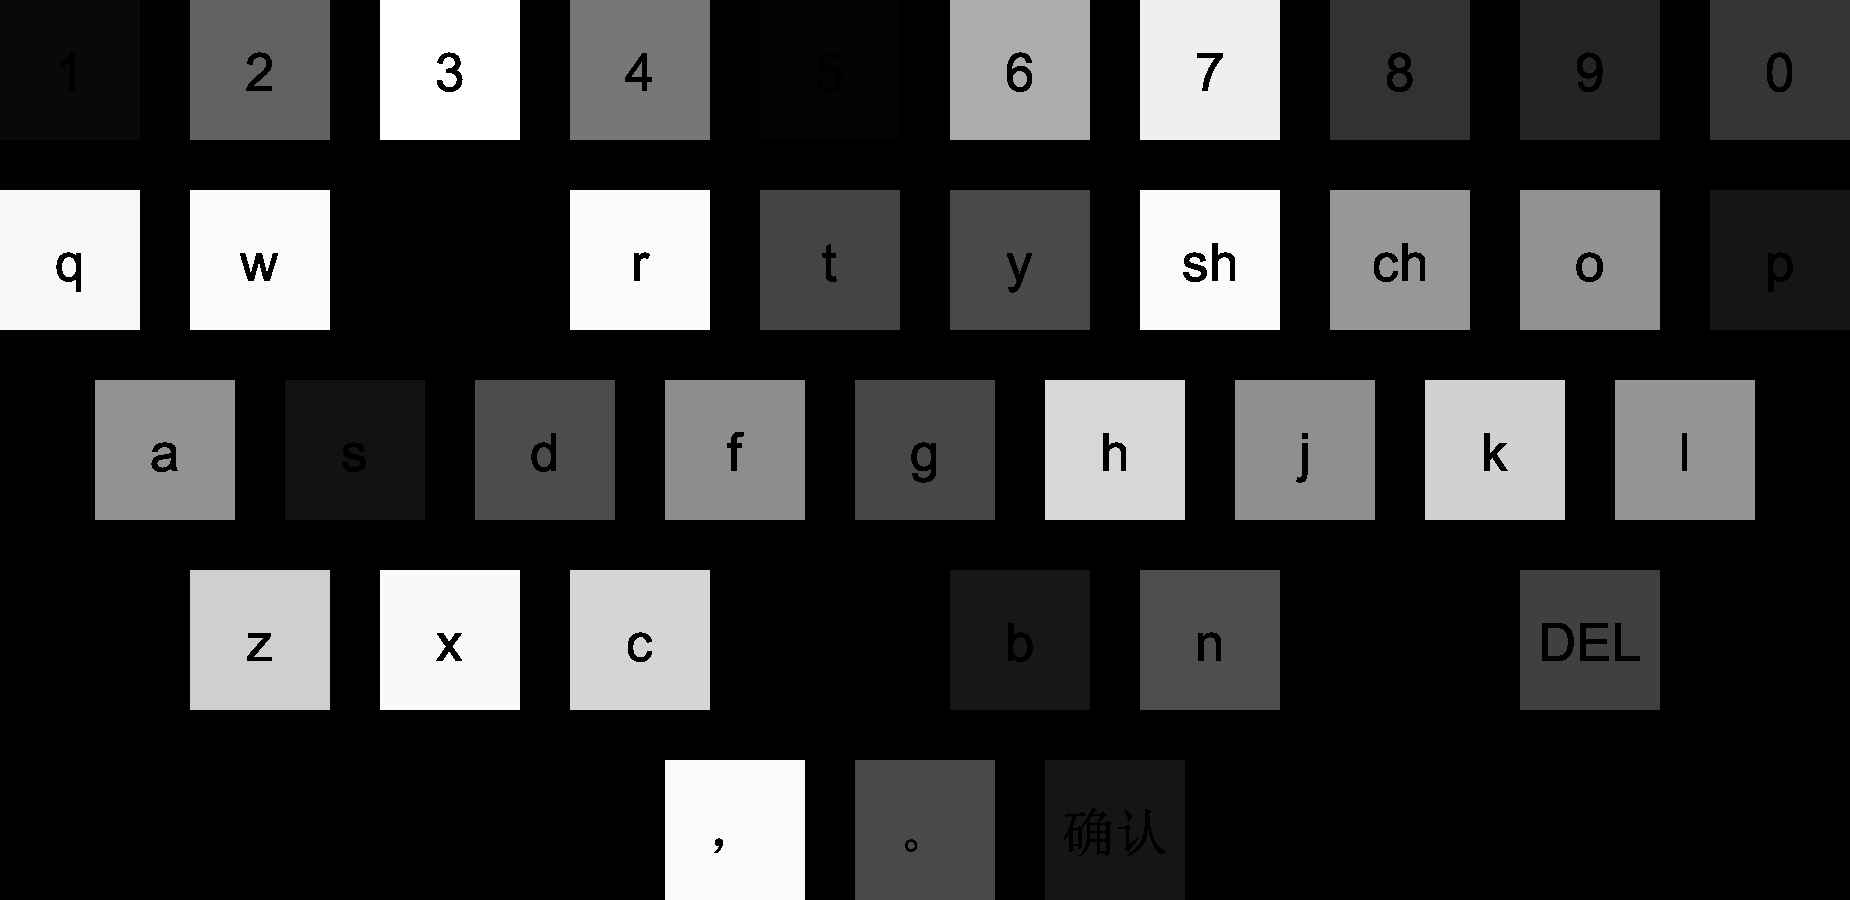 1 2 3 4 5 6 7 8 9 0
q w r t y sh ch o p
a s d f g h j k l
z x c b n DEL
， 。 确认